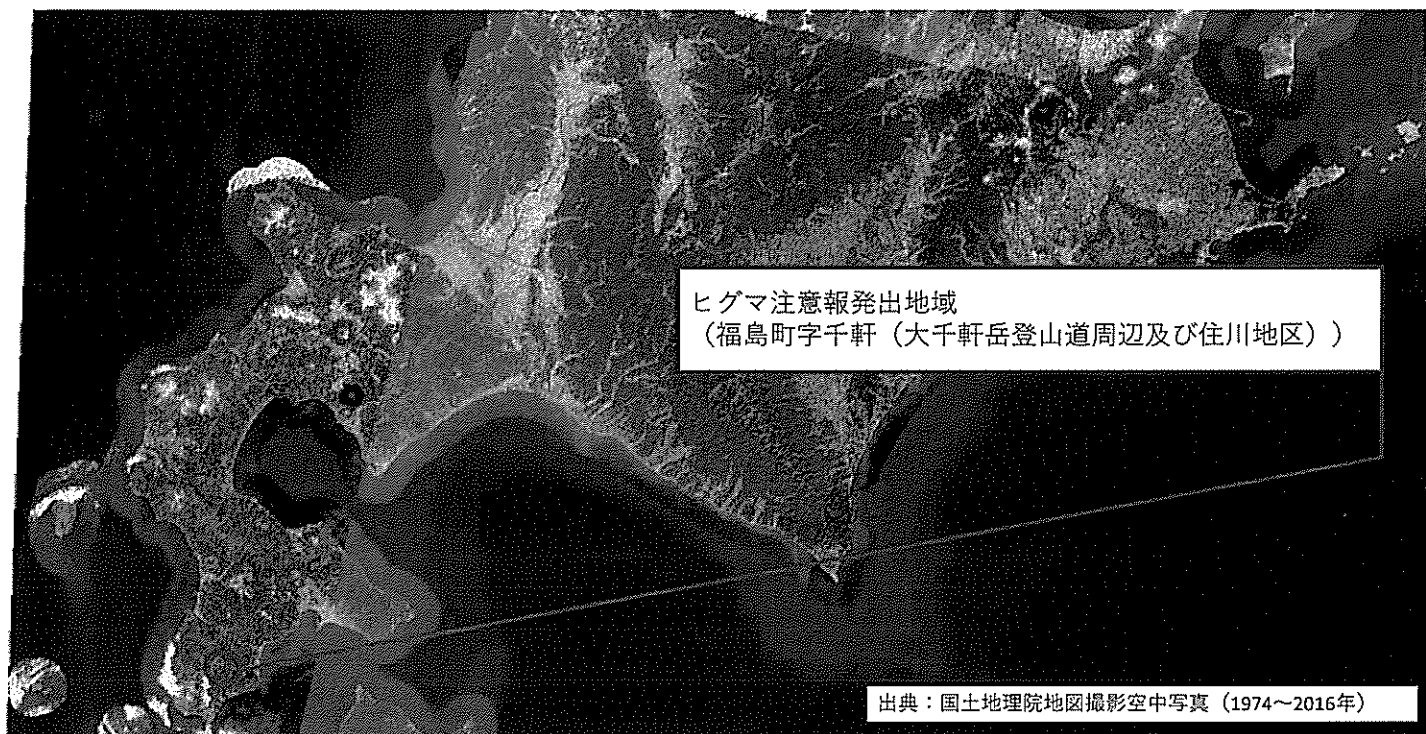 ヒグマ注意報発出地域
（福島町字千軒（大千軒岳登山道周辺及び住川地区））
出典：国土地理院地図撮影空中写真（1974～2016年）